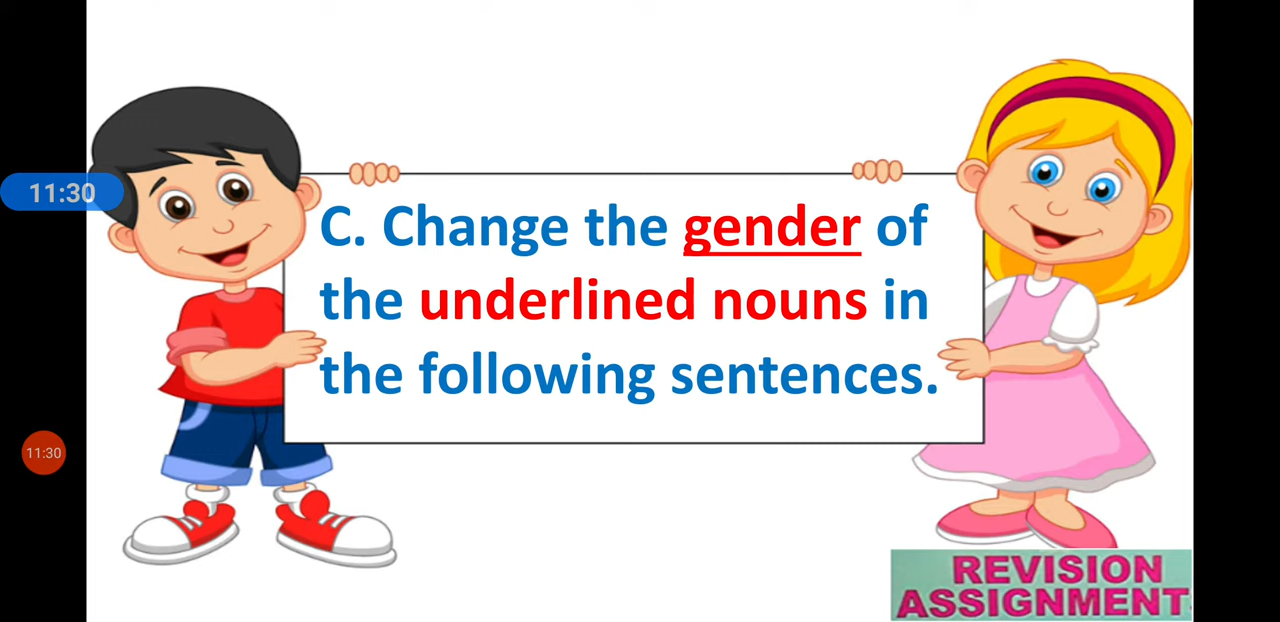 11:30
C. Change the gender of
the underlined nouns in
the following sentences.
11:30
REVISION
ASSIGNMENT